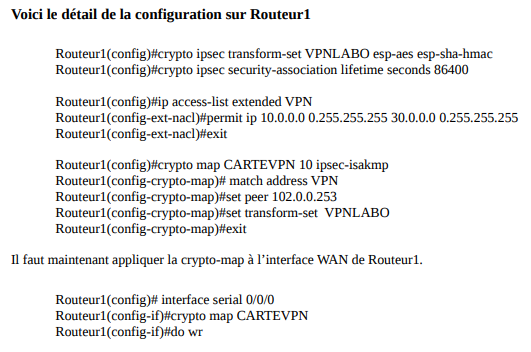 Voici le détail de la configuration sur Routeur1
Routeur1(config)#crypto ipsec transform-set VPNLABO esp-aes esp-sha-hmac
Routeur1(config)#crypto ipsec security-association lifetime seconds 86400
Routeur1(config)#ip access-list extended VPN
Routeur1(config-ext-nacl)#permit ip 10.0.0.0 0.255.255.255 30.0.0.0 0.255.255.255
Routeur1(config-ext-nacl)#exit
Routeur1(config)#crypto map CARTEVPN 10 ipsec-isakmp
Routeur1(config-crypto-map)# match address VPN
Routeur1(config-crypto-map)#set peer 102.0.0.253
Routeur1(config-crypto-map)#set transform-set VPNLABO
Routeur1(config-crypto-map)#exit
Il faut maintenant appliquer la crypto-map à l’interface WAN de Routeur1.
Routeur1(config)# interface serial 0/0/0
Routeur1(config-if)#crypto map CARTEVPN
Routeur1(config-if)#do wr